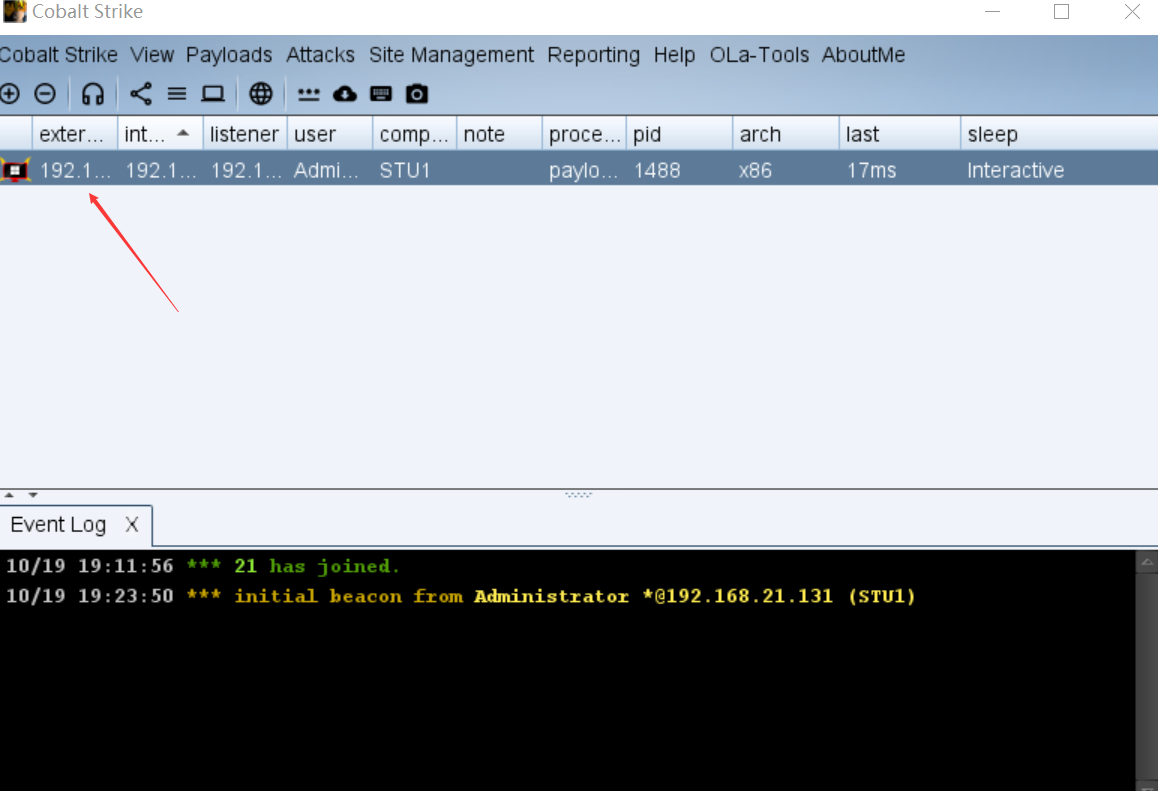 Cobalt Strike
Cobalt Strike View Payloads Attacks Site Management Reporting Help OLa-Tools AboutMe
exter... int... listener user comp... note proce... pid arch last sleep
192.1... 192.1... 192.1... Admi... STU1 paylo... 1488 x86 17ms Interactive
Event Log X
10/19 19:11:56 *** 21 has joined.
10/19 19:23:50 *** initial beacon from Administrator *@192.168.21.131 (STU1)